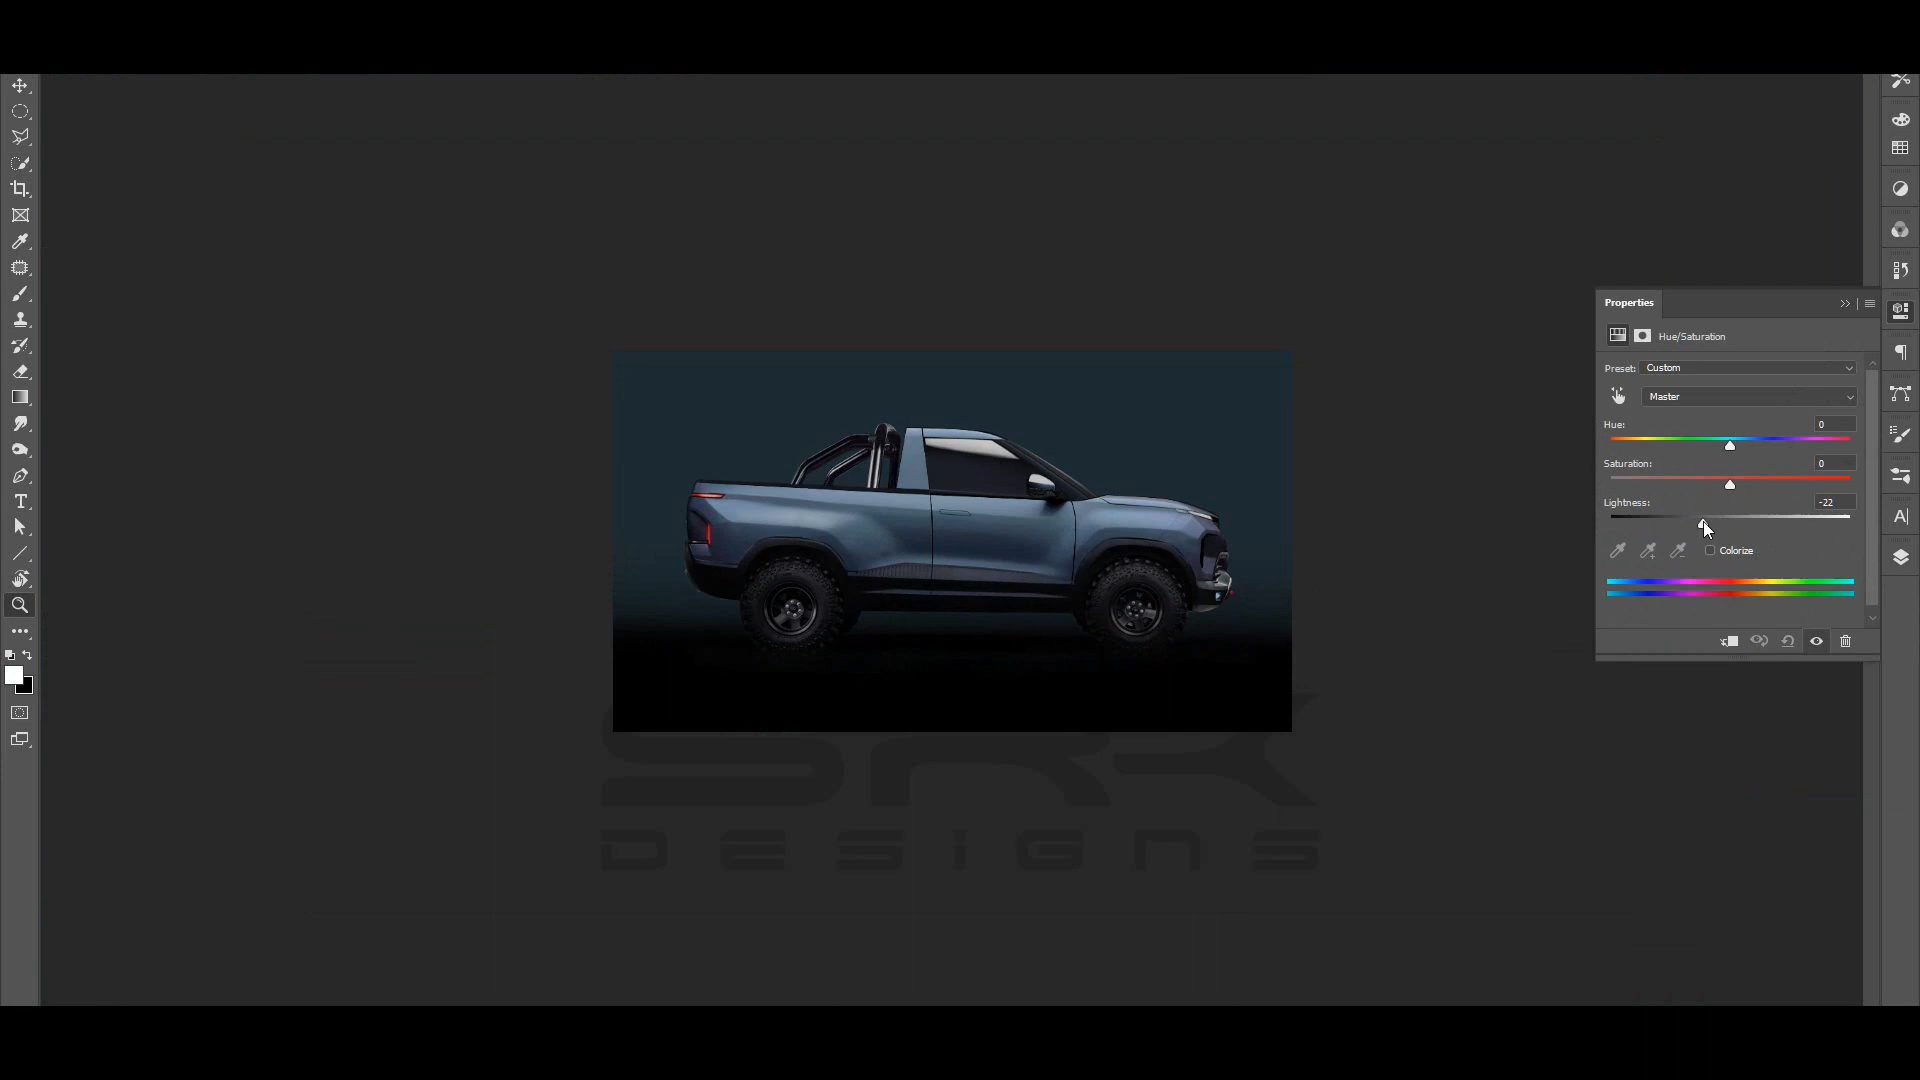 Properties
Hue/Saturation
Preset: Custom
Master
Hue: 0
Saturation: 0
Lightness: -22
Colorize
SRK
DESIGNS